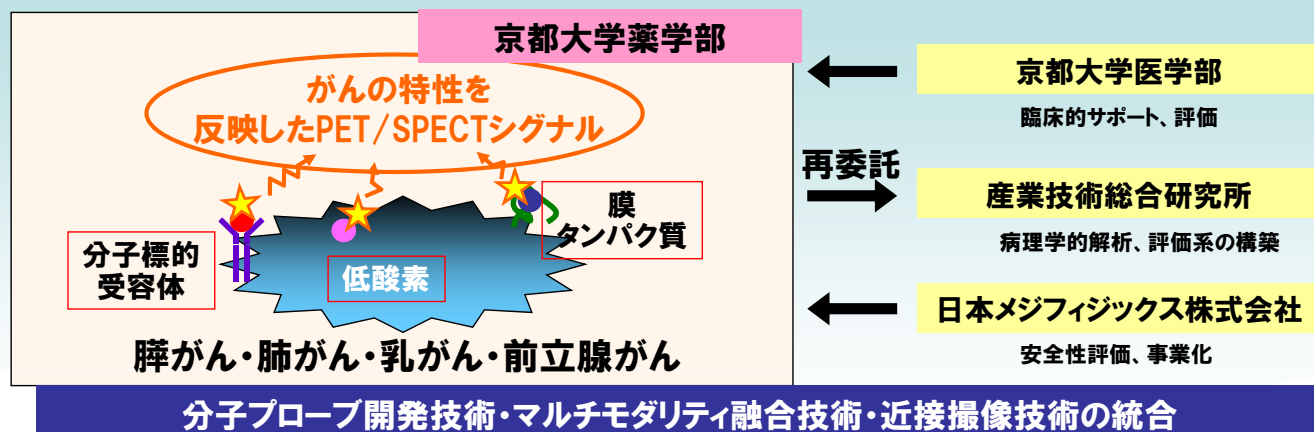 京都大学薬学部
がんの特性を
反映したPET/SPECTシグナル
膜
タンパク質
分子標的
受容体
低酸素
膵がん・肺がん・乳がん・前立腺がん
再委託
京都大学医学部
臨床的サポート、評価
産業技術総合研究所
病理学的解析、評価系の構築
日本メジフィジックス株式会社
安全性評価、事業化
分子プローブ開発技術・マルチモダリティ融合技術・近接撮像技術の統合